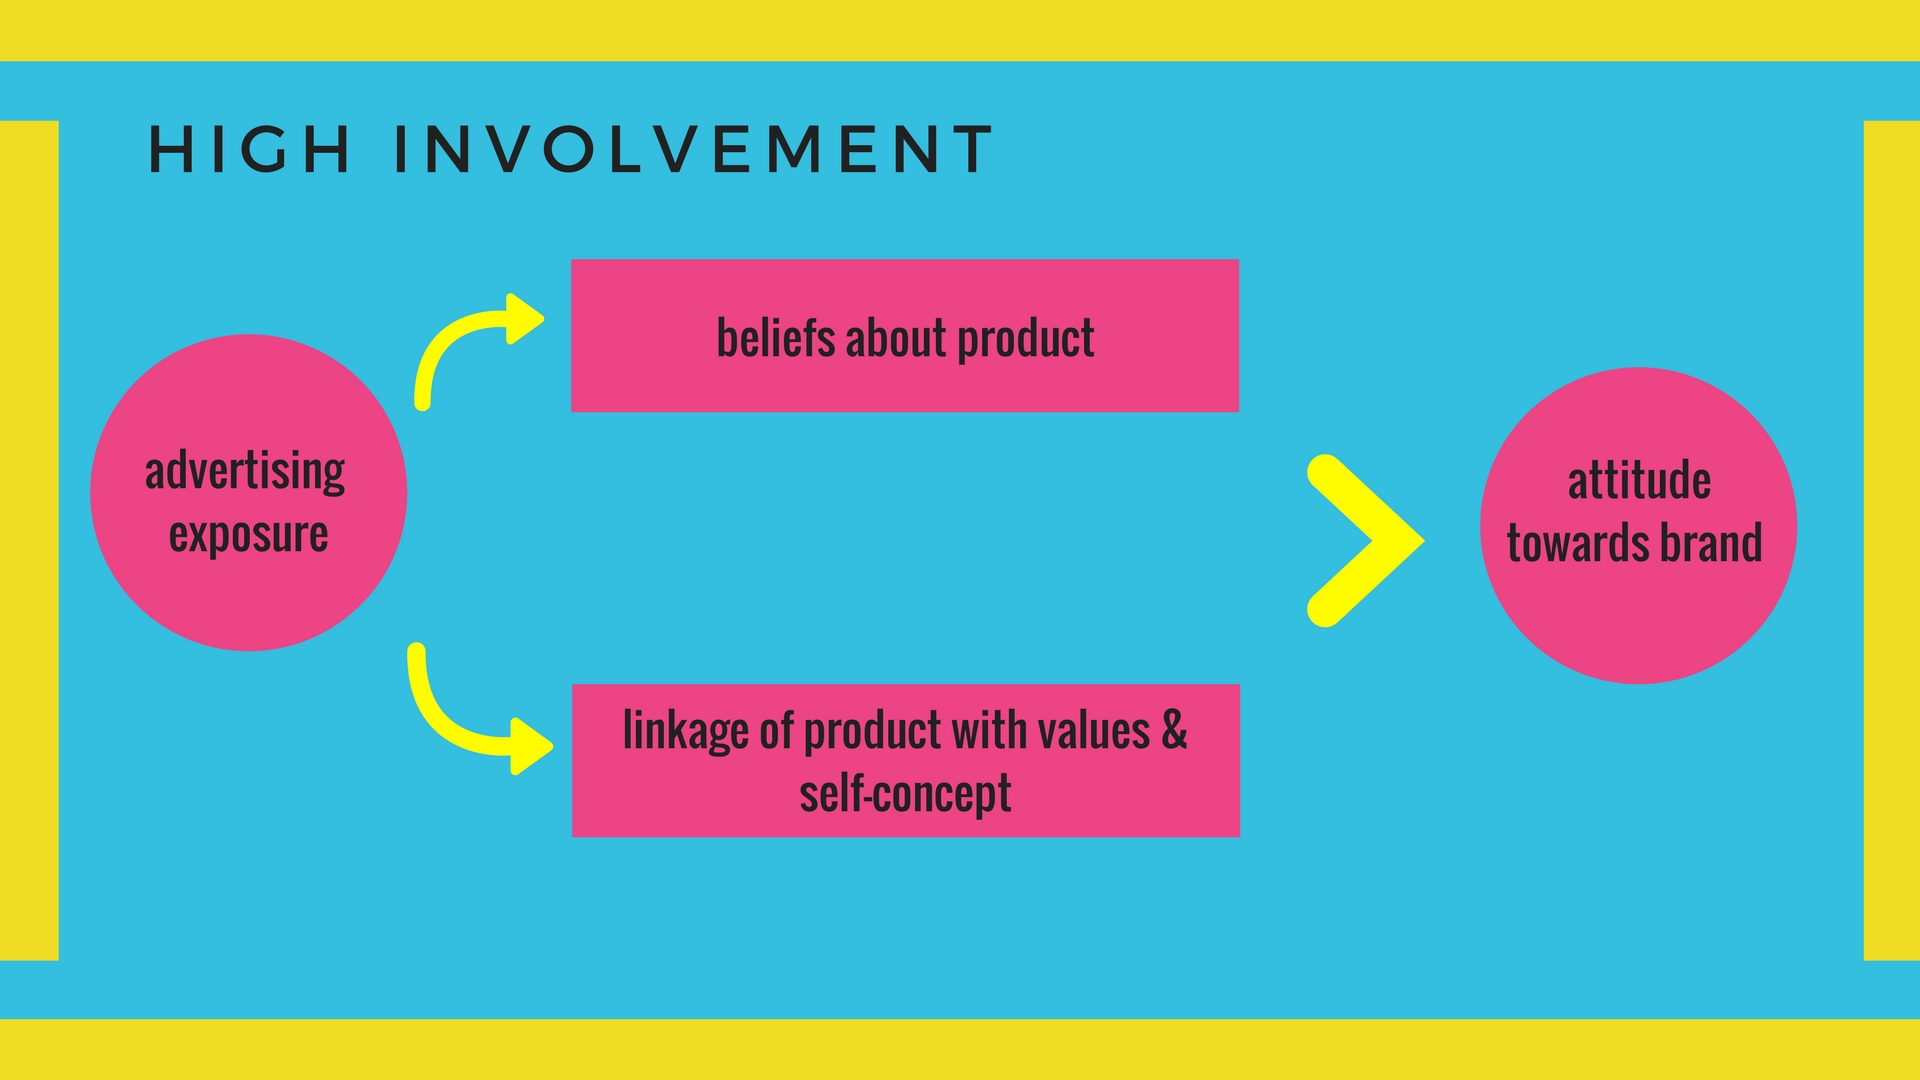 HIGH INVOLVEMENT
advertising
exposure
beliefs about product
linkage of product with values &
self-concept
attitude
towards brand